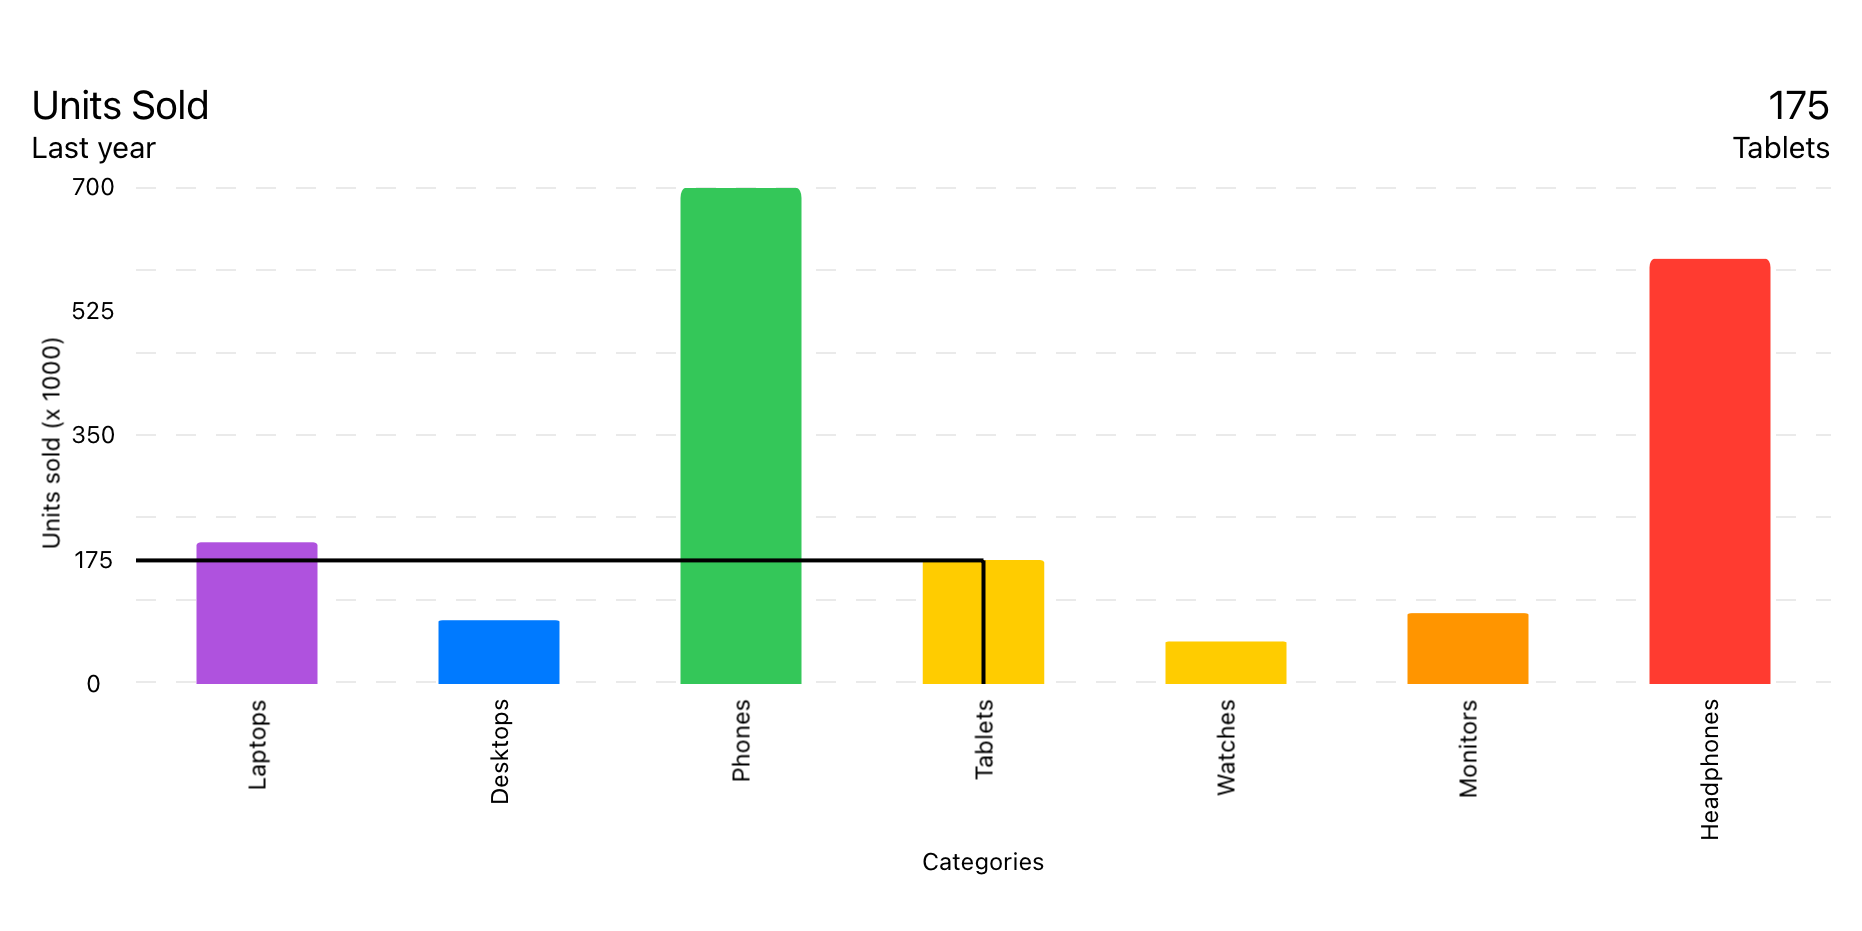 Units Sold
Last year
175
Tablets
700
525
350
175
0
Units sold (x 1000)
Laptops
Desktops
Phones
Tablets
Watches
Monitors
Headphones
Categories